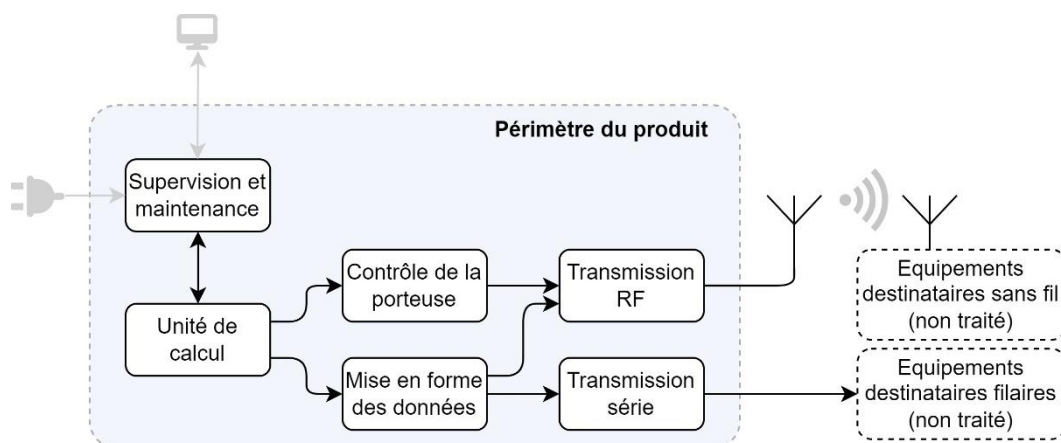 Périmètre du produit
Supervision et
maintenance
Contrôle de la
porteuse
Transmission
RF
Equipements
destinataires sans fil
(non traité)
Unité de
calcul
Mise en forme
des données
Transmission
série
Equipements
destinataires filaires
(non traité)